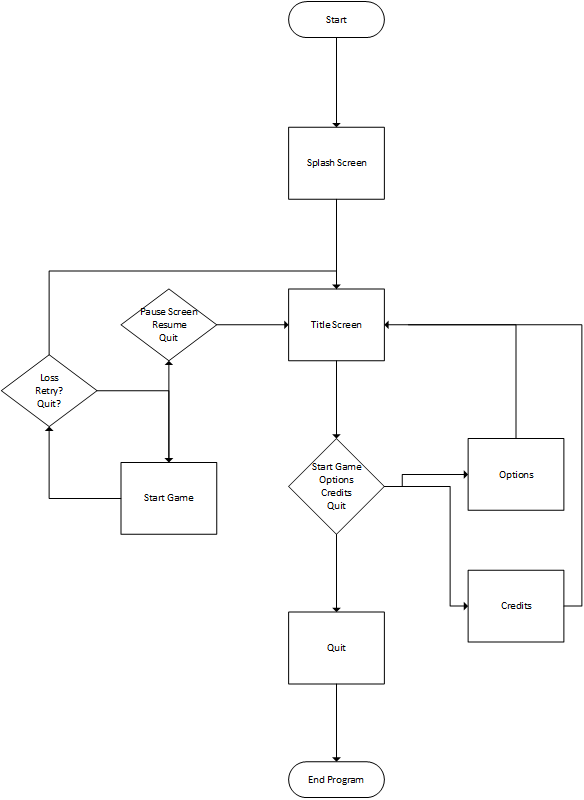 Start
Splash Screen
Pause Screen
Resume
Quit
Title Screen
Loss
Retry?
Quit?
Start Game
Options
Credits
Quit
Options
Start Game
Credits
Quit
End Program